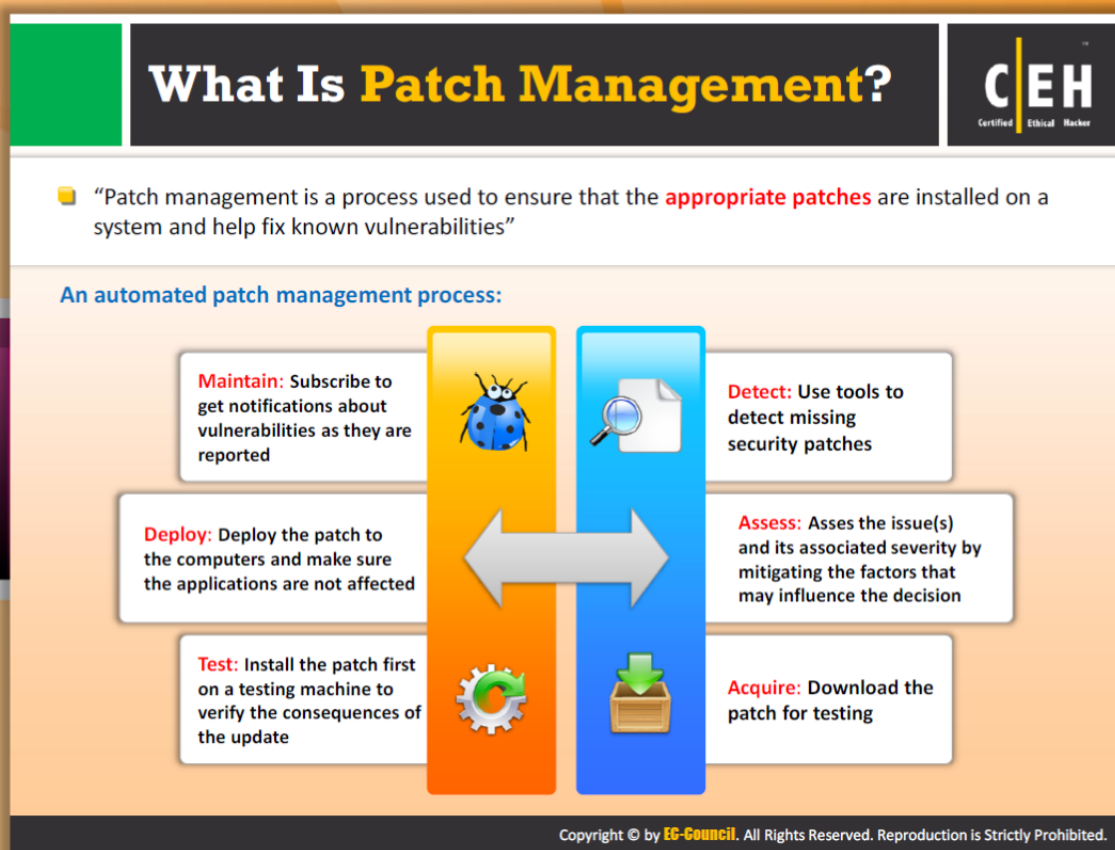 What Is Patch Management?
C|EH
Certified Ethical Hacker
™
“Patch management is a process used to ensure that the appropriate patches are installed on a
system and help fix known vulnerabilities”
An automated patch management process:
Maintain: Subscribe to
get notifications about
vulnerabilities as they are
reported
Detect: Use tools to
detect missing
security patches
Deploy: Deploy the patch to
the computers and make sure
the applications are not affected
Assess: Asses the issue(s)
and its associated severity by
mitigating the factors that
may influence the decision
Test: Install the patch first
on a testing machine to
verify the consequences of
the update
Acquire: Download the
patch for testing
Copyright © by EC-Council. All Rights Reserved. Reproduction is Strictly Prohibited.